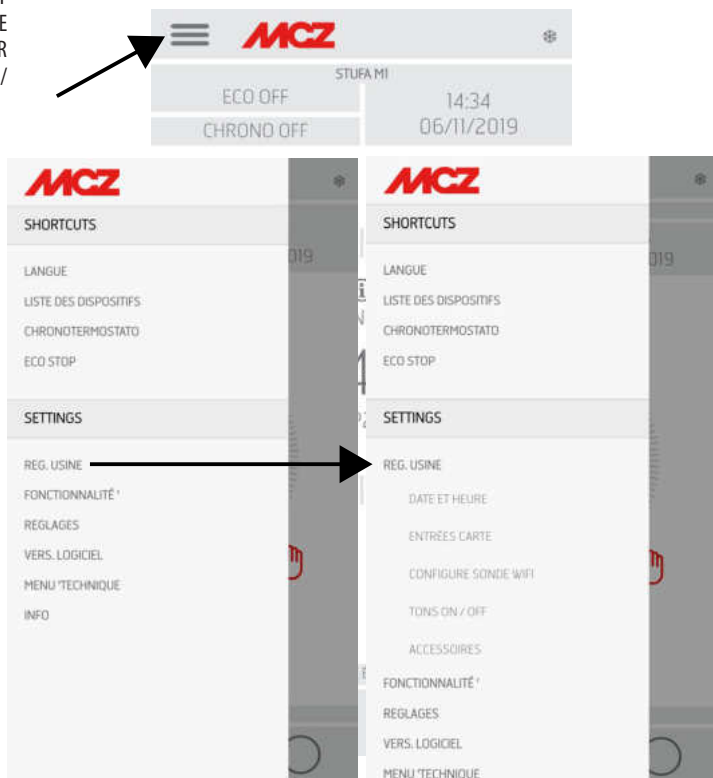 E
R
/
MCZ
STUFA M1
ECO OFF
14:34
CHRONO OFF
06/11/2019
MCZ
SHORTCUTS
019
LANGUE
LISTE DES DISPOSITIFS
CHRONOTERMOSTATO
ECO STOP
SETTINGS
REG. USINE
FONCTIONNALITÉ '
REGLAGES
VERS. LOGICIEL
MENU 'TECHNIQUE
INFO
MCZ
SHORTCUTS
019
LANGUE
LISTE DES DISPOSITIFS
CHRONOTERMOSTATO
ECO STOP
SETTINGS
REG. USINE
DATE ET HEURE
ENTRÉES CARTE
CONFIGURE SONDE WIFI
TONS ON / OFF
ACCESSOIRES
FONCTIONNALITÉ '
REGLAGES
VERS. LOGICIEL
MENU 'TECHNIQUE